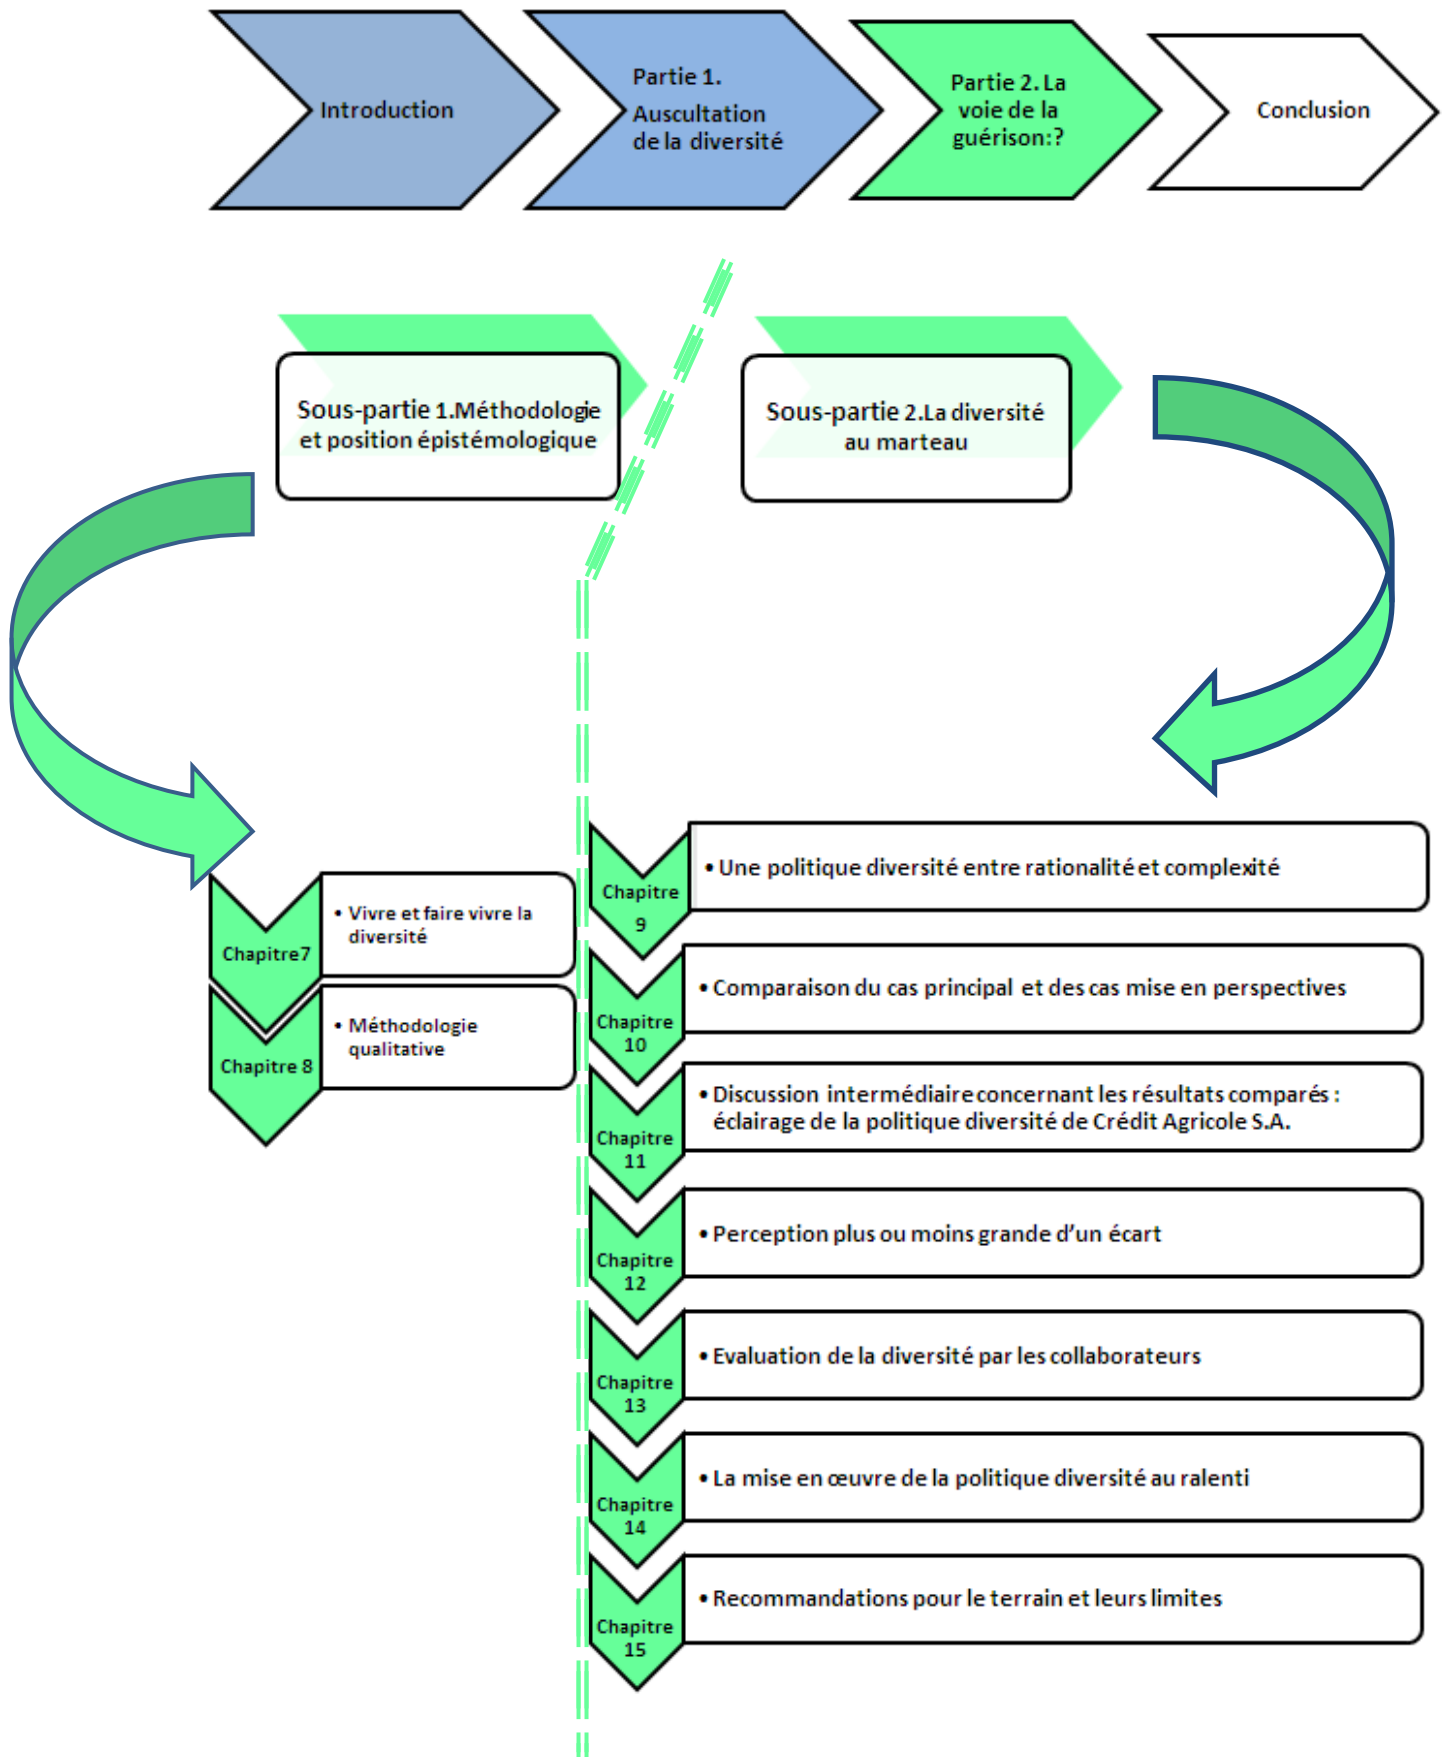 Introduction
Partie 1.
Auscultation
de la diversité
Partie 2. La
voie de la
guérison:?
Conclusion
Sous-partie 1.Méthodologie
et position épistémologique
Sous-partie 2.La diversité
au marteau
Chapitre7
• Vivre et faire vivre la
diversité
Chapitre 8
• Méthodologie
qualitative
Chapitre
9
• Une politique diversité entre rationalité et complexité
Chapitre
10
• Comparaison du cas principal et des cas mise en perspectives
Chapitre
11
• Discussion intermédiaire concernant les résultats comparés :
éclairage de la politique diversité de Crédit Agricole S.A.
Chapitre
12
• Perception plus ou moins grande d’un écart
Chapitre
13
• Evaluation de la diversité par les collaborateurs
Chapitre
14
• La mise en œuvre de la politique diversité au ralenti
Chapitre
15
• Recommandations pour le terrain et leurs limites